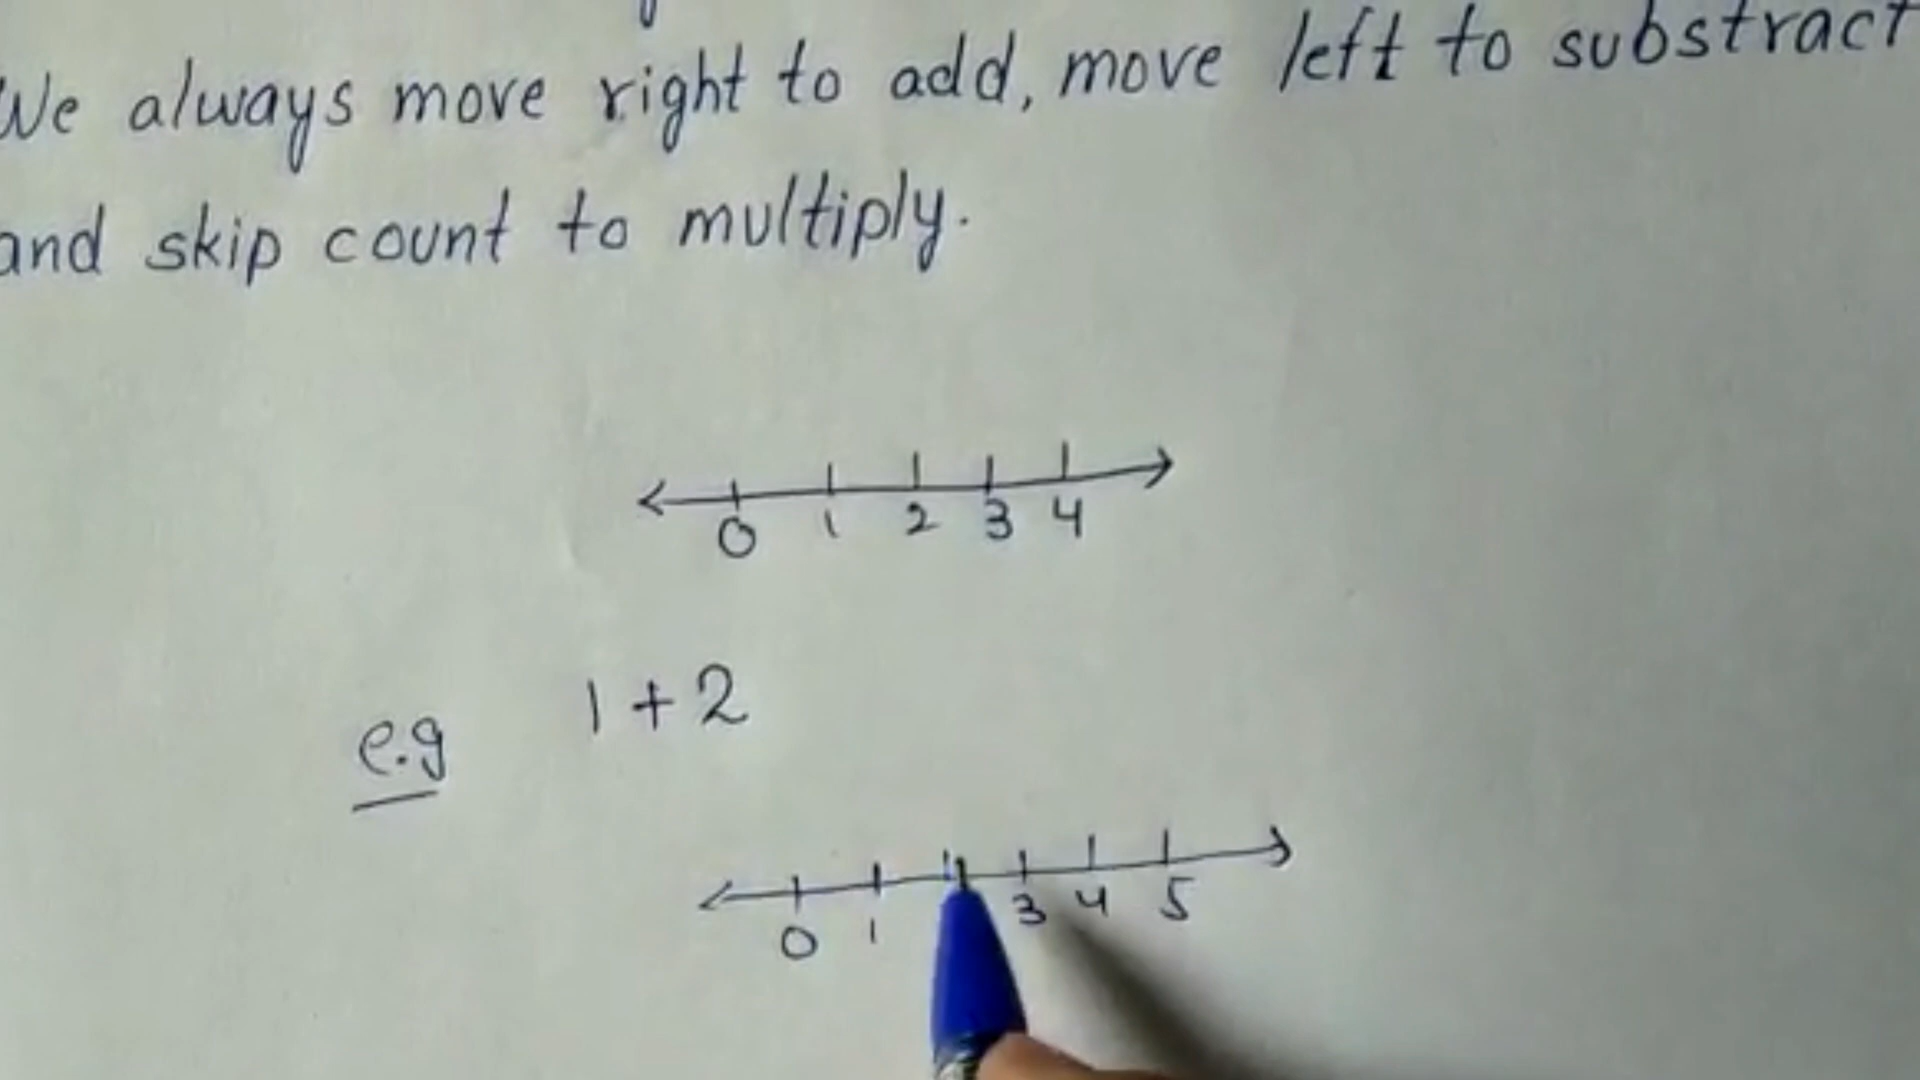 We always move right to add, move left to substract
and skip count to multiply.
0 1 2 3 4
e.g 1 + 2
0 1 3 4 5